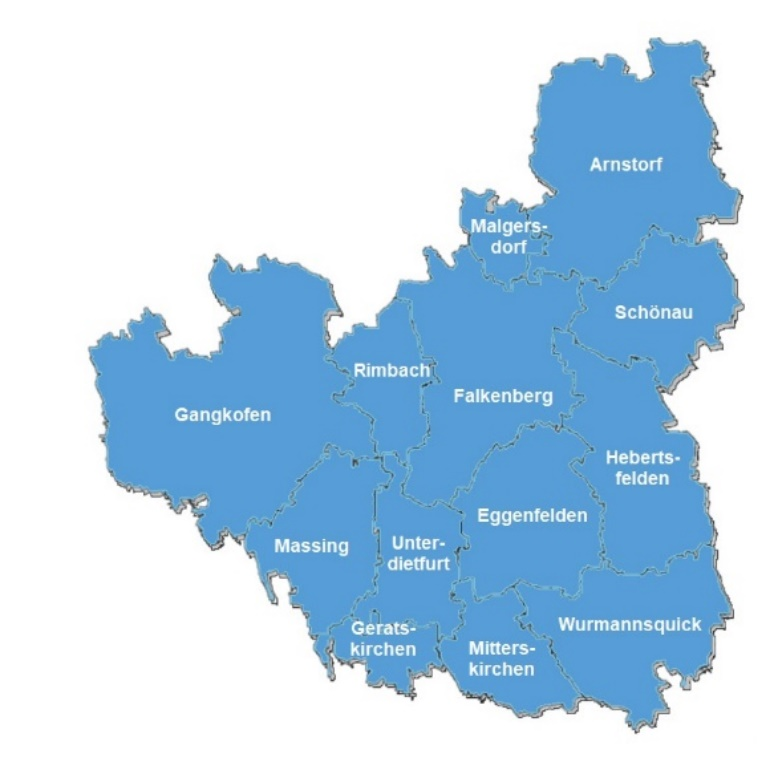 Arnstorf
Malgers-
dorf
Schönau
Rimbach
Falkenberg
Gangkofen
Heberts-
felden
Eggenfelden
Massing
Unter-
dietfurt
Gerats-
kirchen
Mitters-
kirchen
Wurmannsquick